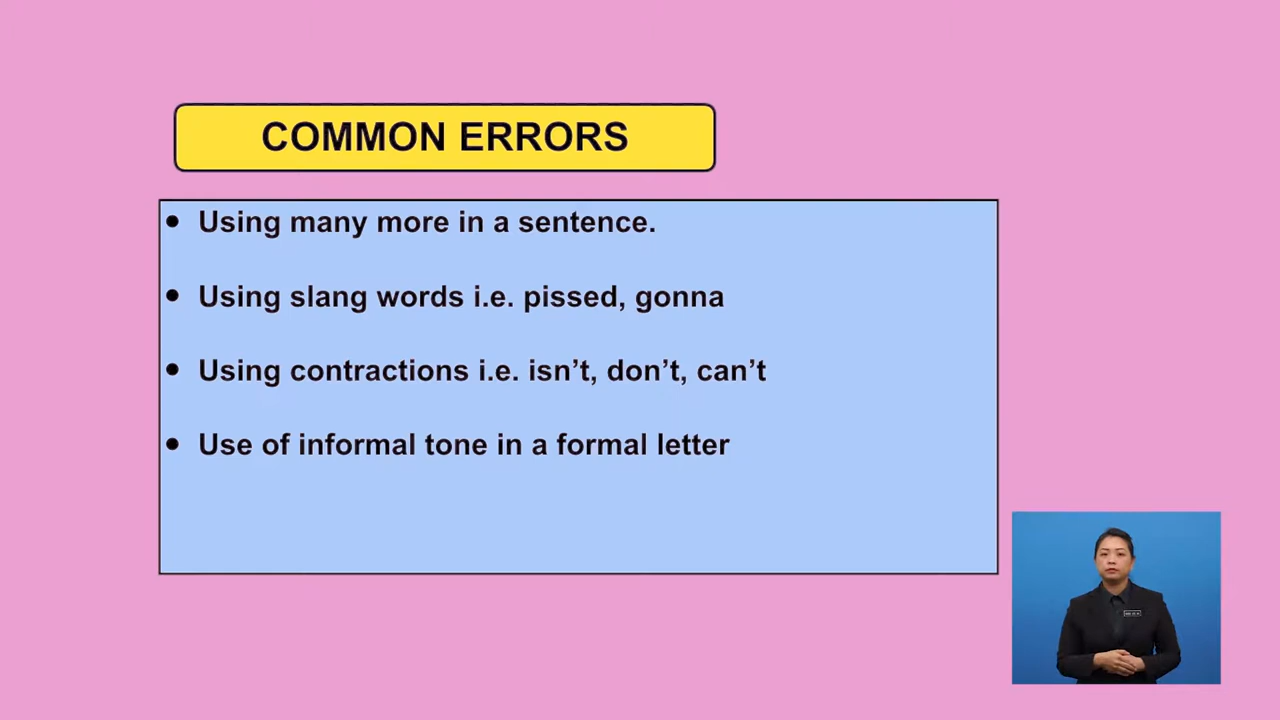 COMMON ERRORS
• Using many more in a sentence.
• Using slang words i.e. pissed, gonna
• Using contractions i.e. isn’t, don’t, can’t
• Use of informal tone in a formal letter